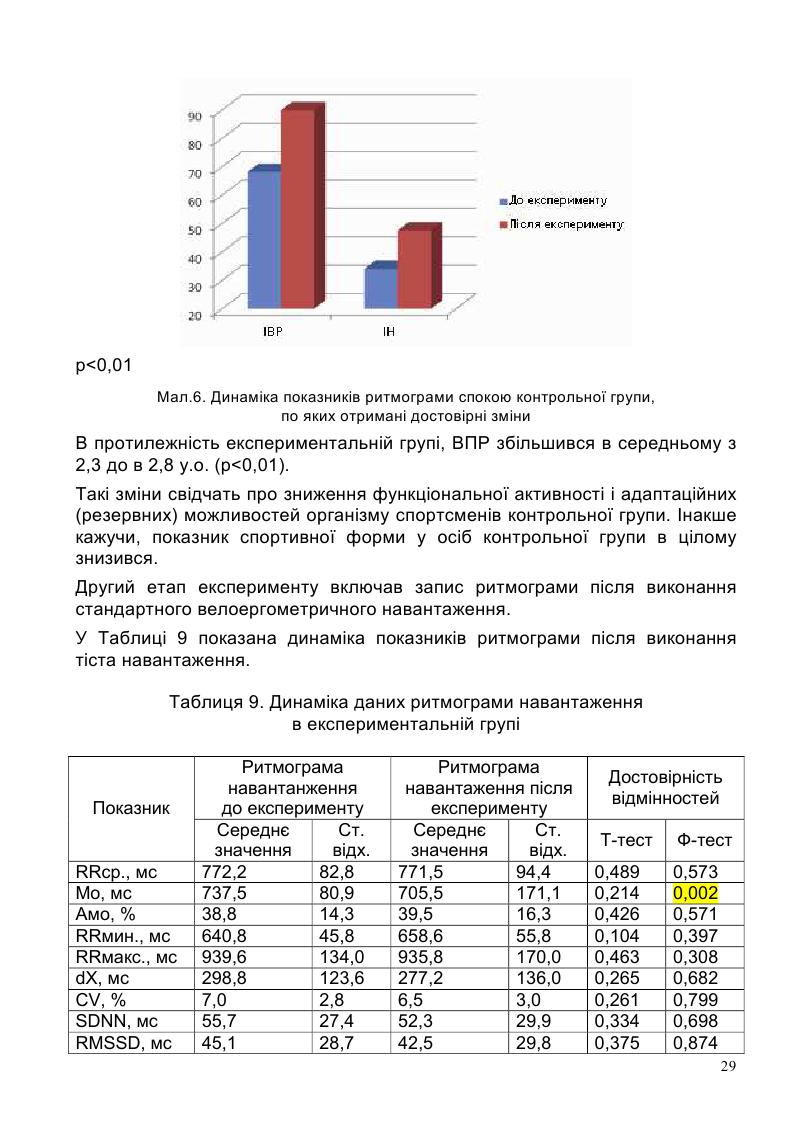 90
80
70
60
50
40
30
20
ІВР
ІН
До експерименту
Після експерименту
р<0,01
Мал.6. Динаміка показників ритмограми спокою контрольної групи,
по яких отримані достовірні зміни
В протилежність експериментальній групі, ВПР збільшився в середньому з
2,3 до в 2,8 у.о. (р<0,01).
Такі зміни свідчать про зниження функціональної активності і адаптаційних
(резервних) можливостей організму спортсменів контрольної групи. Інакше
кажучи, показник спортивної форми у осіб контрольної групи в цілому
знизився.
Другий етап експерименту включав запис ритмограми після виконання
стандартного велоергометричного навантаження.
У Таблиці 9 показана динаміка показників ритмограми після виконання
тіста навантаження.
Таблиця 9. Динаміка даних ритмограми навантаження
в експериментальній групі
Показник
Ритмограма
навантанження
до експерименту
Ритмограма
навантаження після
експерименту
Достовірність
відмінностей
Середнє
значення
Ст.
відх.
Середнє
значення
Ст.
відх.
Т-тест
Ф-тест
RRср., мс 772,2 82,8 771,5 94,4 0,489 0,573
Мо, мс 737,5 80,9 705,5 171,1 0,214 0,002
Амо, % 38,8 14,3 39,5 16,3 0,426 0,571
RRмин., мс 640,8 45,8 658,6 55,8 0,104 0,397
RRмакс., мс 939,6 134,0 935,8 170,0 0,463 0,308
dX, мс 298,8 123,6 277,2 136,0 0,265 0,682
CV, % 7,0 2,8 6,5 3,0 0,261 0,799
SDNN, мс 55,7 27,4 52,3 29,9 0,334 0,698
RMSSD, мс 45,1 28,7 42,5 29,8 0,375 0,874
29